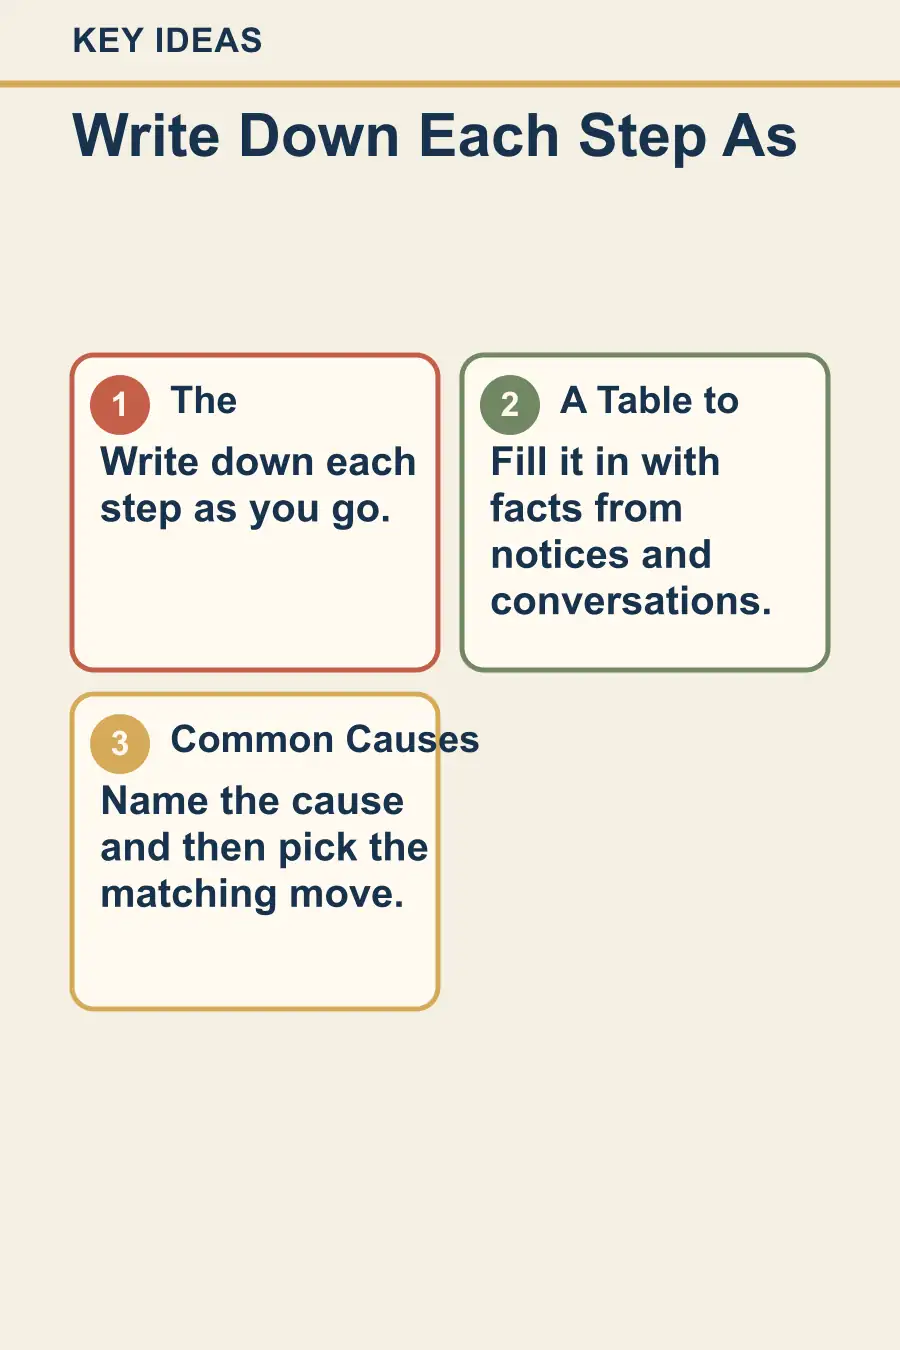 KEY IDEAS
Write Down Each Step As
1 The
Write down each
step as you go.
2 A Table to
Fill it in with
facts from
notices and
conversations.
3 Common Causes
Name the cause
and then pick the
matching move.